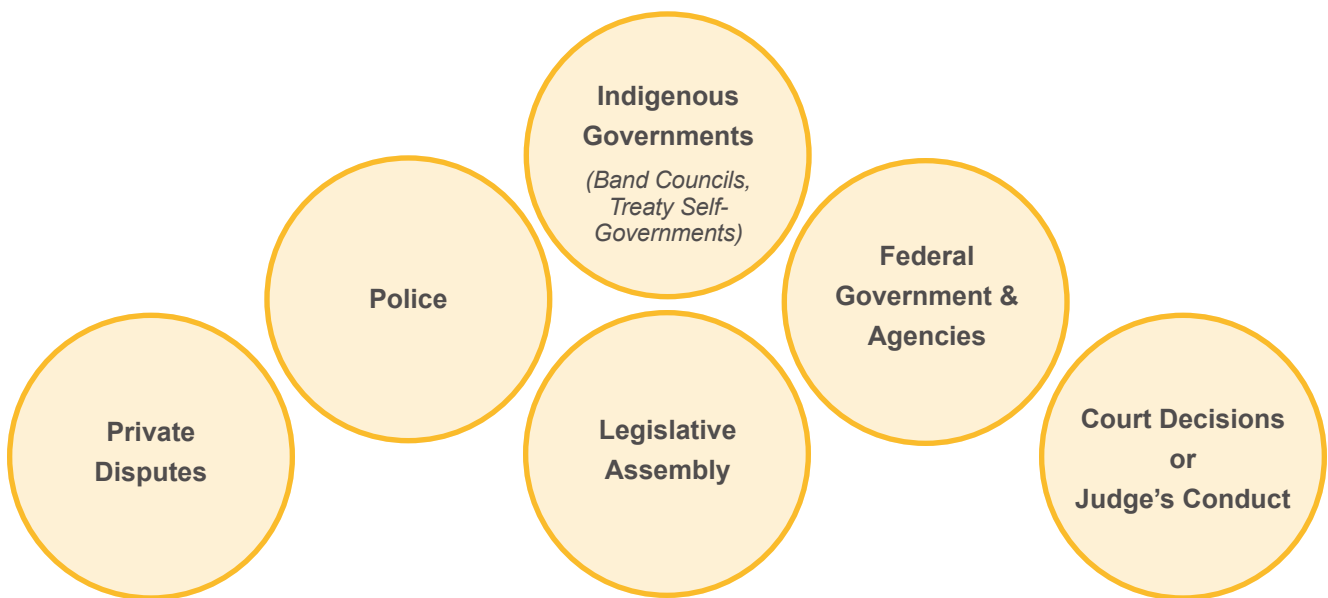 Indigenous
Governments
(Band Councils,
Treaty Self-
Governments)
Police
Federal
Government &
Agencies
Private
Disputes
Legislative
Assembly
Court Decisions
or
Judge’s Conduct